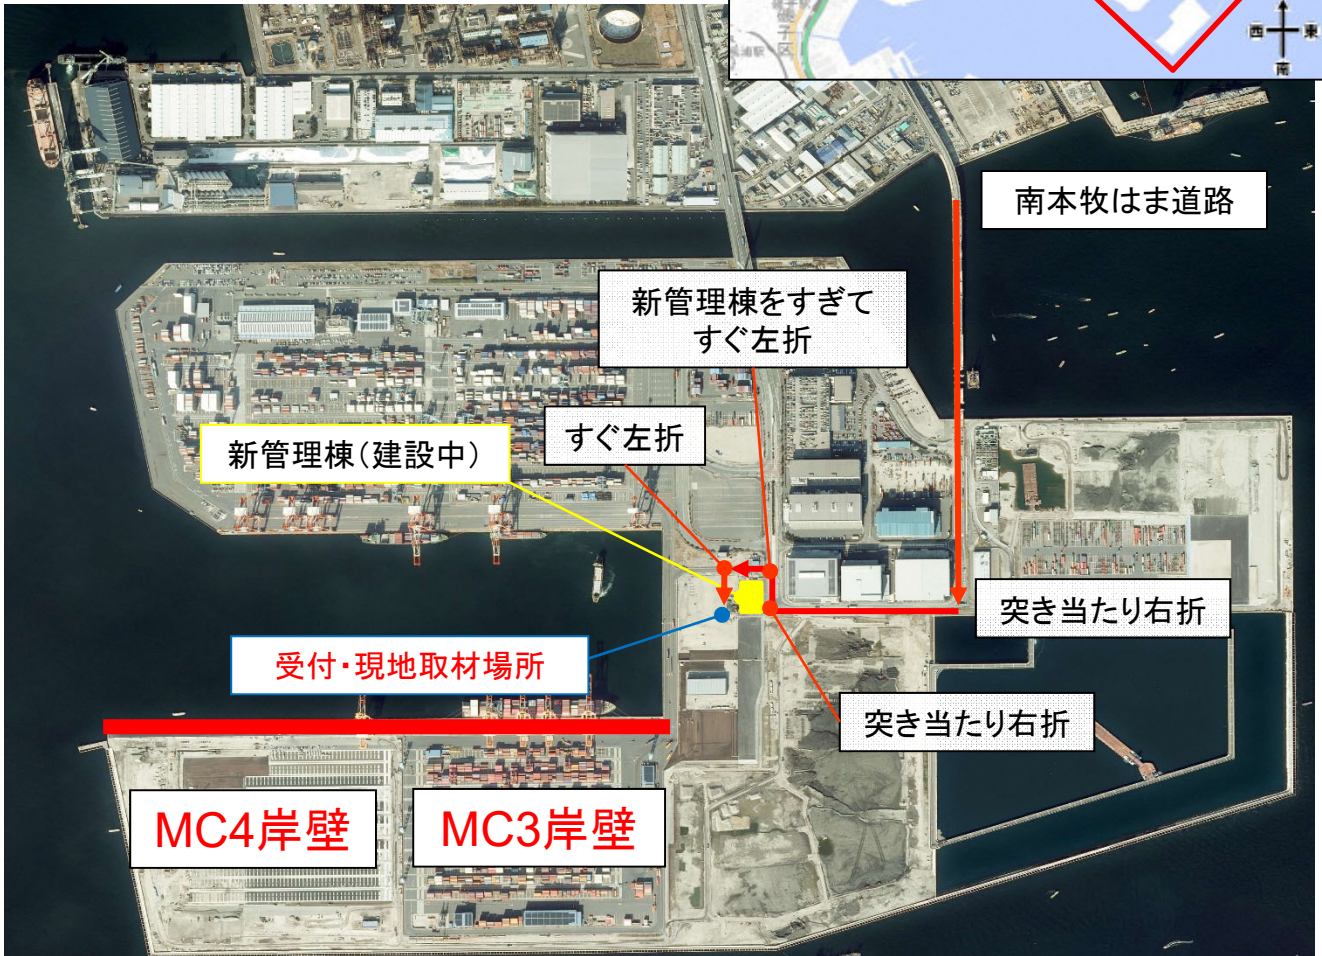 西
東
南
南本牧はま道路
新管理棟をすぎて
すぐ左折
すぐ左折
新管理棟（建設中）
突き当たり右折
受付・現地取材場所
突き当たり右折
MC4岸壁
MC3岸壁